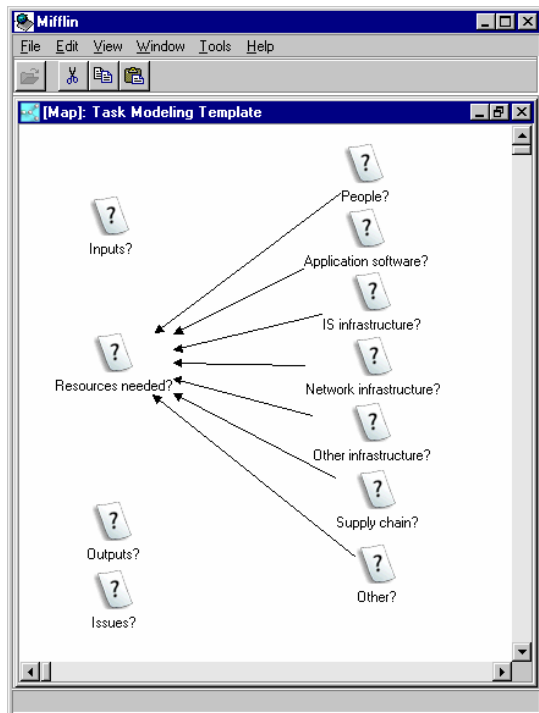 Mifflin
File Edit View Window Tools Help
[Map]: Task Modeling Template
?
People?
?
Inputs?
?
Application software?
?
IS infrastructure?
?
Resources needed?
?
Network infrastructure?
?
Other infrastructure?
?
Supply chain?
?
Outputs?
?
Other?
?
Issues?